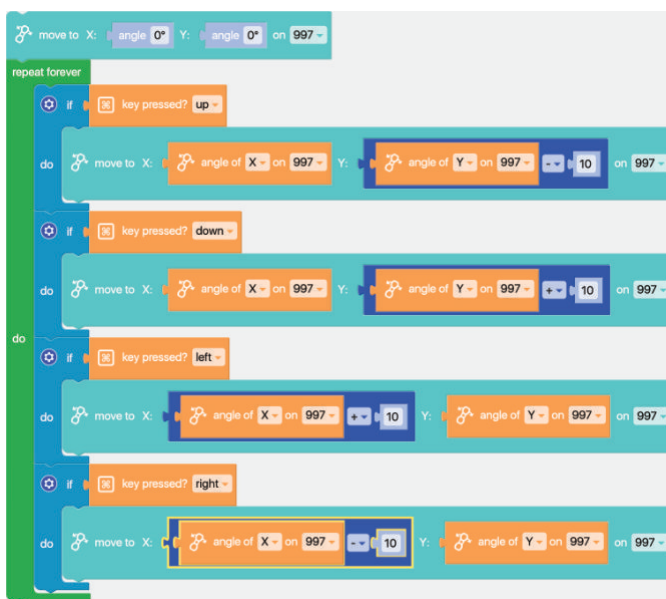 move to X: angle 0° Y: angle 0° on 997
repeat forever
if key pressed? up
do move to X: angle of X on 997 Y: angle of Y on 997 - 10 on 997
if key pressed? down
do move to X: angle of X on 997 Y: angle of Y on 997 + 10 on 997
do
if key pressed? left
do move to X: angle of X on 997 + 10 Y: angle of Y on 997 on 997
if key pressed? right
do move to X: angle of X on 997 - 10 Y: angle of Y on 997 on 997